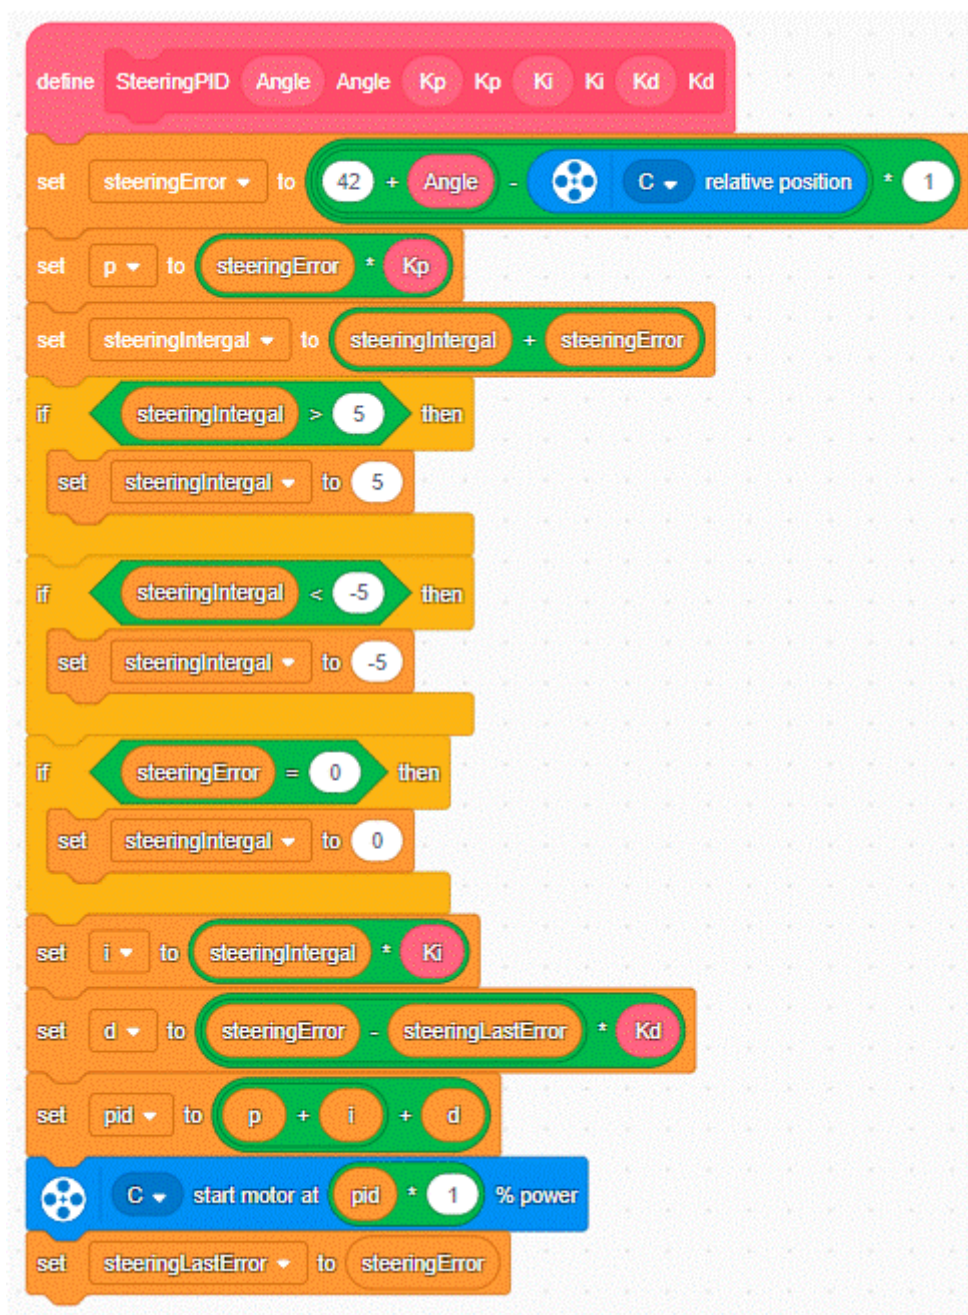 define SteeringPID Angle Angle Kp Kp Ki Ki Kd Kd
set steeringError to 42 + Angle - C relative position * 1
set p to steeringError * Kp
set steeringIntergal to steeringIntergal + steeringError
if steeringIntergal > 5 then
set steeringIntergal to 5
if steeringIntergal < -5 then
set steeringIntergal to -5
if steeringError = 0 then
set steeringIntergal to 0
set i to steeringIntergal * Ki
set d to steeringError - steeringLastError * Kd
set pid to p + i + d
C start motor at pid * 1 % power
set steeringLastError to steeringError